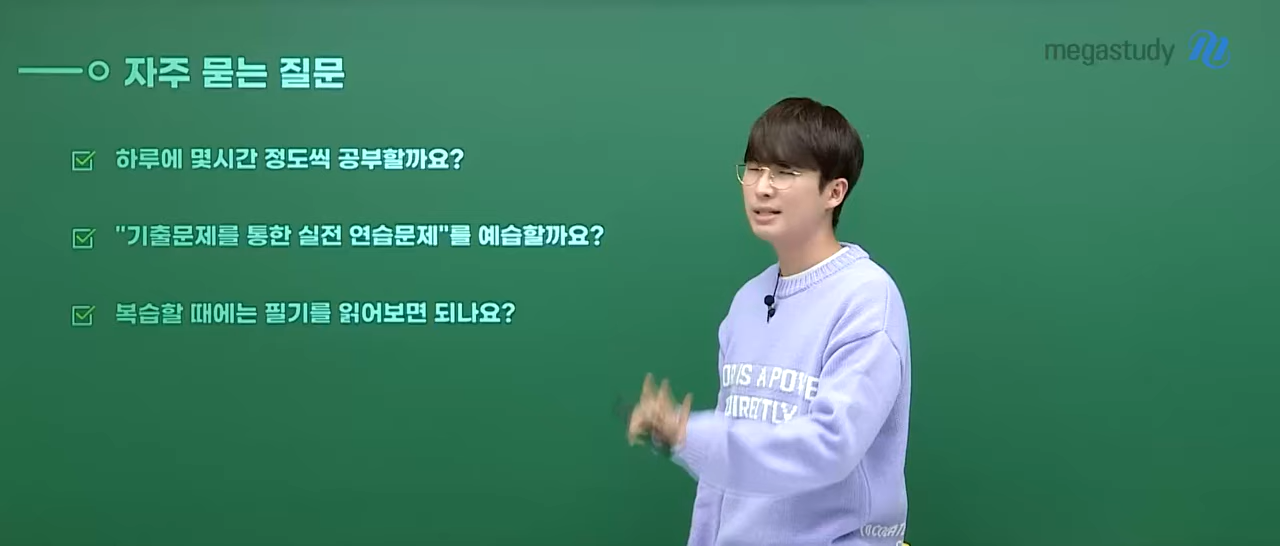 megastudy
자주 묻는 질문
하루에 몇시간 정도씩 공부할까요?
"기출문제를 통한 실전 연습문제"를 예습할까요?
복습할 때에는 필기를 읽어보면 되나요?
IS A
DIRECTLY